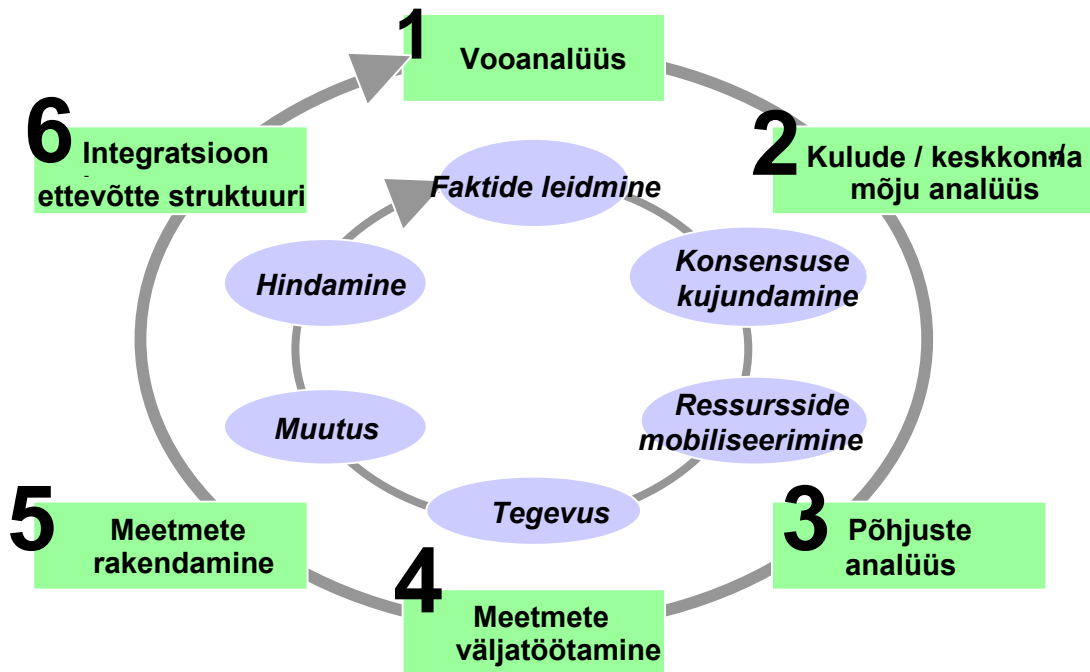 1
Vooanalüüs
2
Kulude / keskkonna
mõju analüüs
3
Põhjuste
analüüs
4
Meetmete
väljatöötamine
5
Meetmete
rakendamine
6
Integratsioon
ettevõtte struktuuri
Faktide leidmine
Konsensuse
kujundamine
Ressursside
mobiliseerimine
Tegevus
Muutus
Hindamine